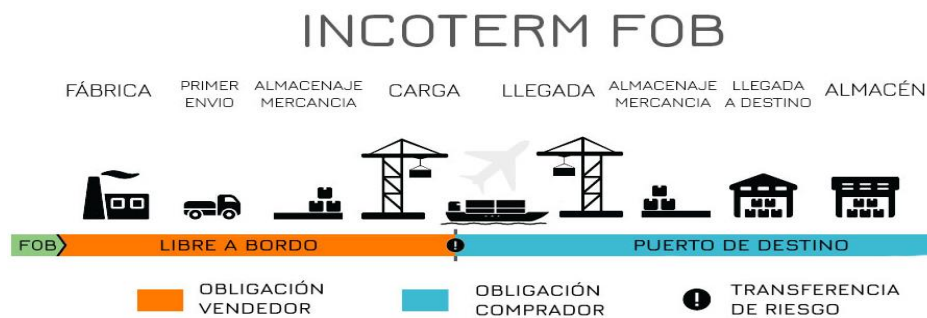 INCOTERM FOB
FÁBRICA
PRIMER
ENVIO
ALMACENAJE
MERCANCIA
CARGA
LLEGADA
ALMACENAJE
MERCANCIA
LLEGADA
A DESTINO
ALMACÉN
FOB
LIBRE A BORDO
PUERTO DE DESTINO
OBLIGACIÓN
VENDEDOR
OBLIGACIÓN
COMPRADOR
TRANSFERENCIA
DE RIESGO